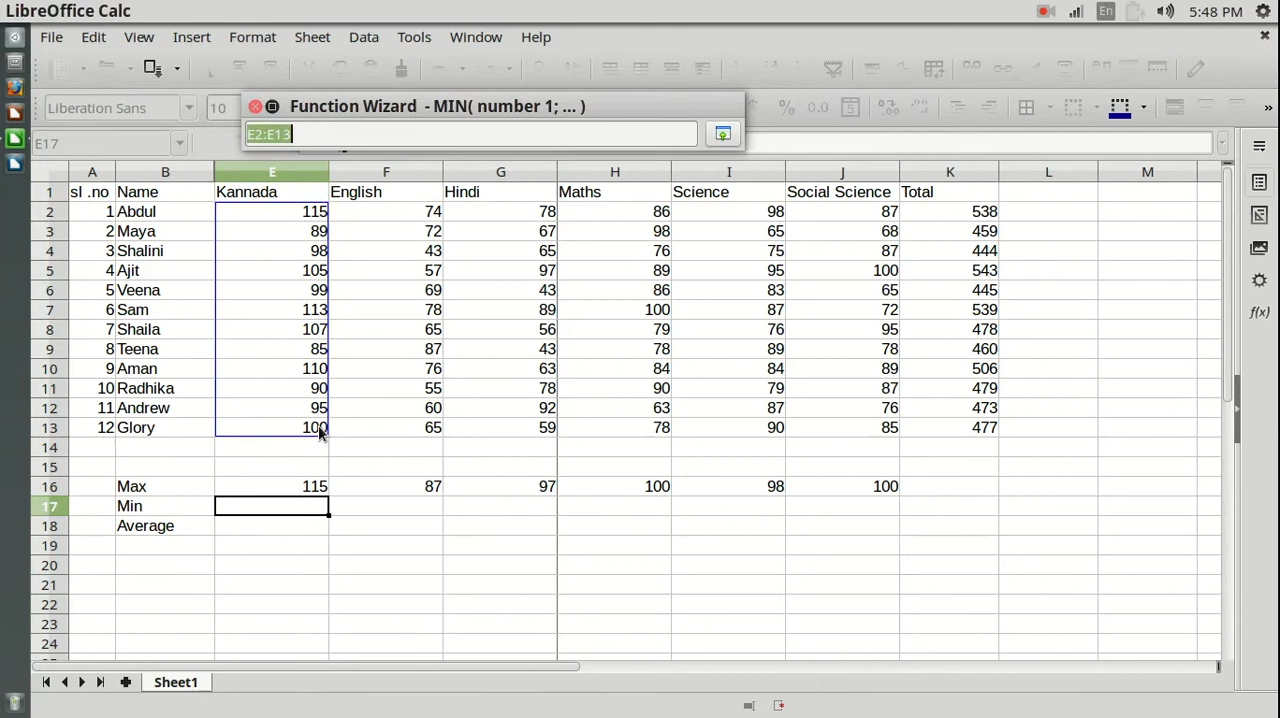 LibreOffice Calc En 5:48 PM
File Edit View Insert Format Sheet Data Tools Window Help
Liberation Sans 10 % 0.0 »
Function Wizard - MIN( number 1; ... )
E2:E13
E17
A B E F G H I J K L M
1 sl .no Name Kannada English Hindi Maths Science Social Science Total
2 1 Abdul 115 74 78 86 98 87 538
3 2 Maya 89 72 67 98 65 68 459
4 3 Shalini 98 43 65 76 75 87 444
5 4 Ajit 105 57 97 89 95 100 543
6 5 Veena 99 69 43 86 83 65 445
7 6 Sam 113 78 89 100 87 72 539
8 7 Shaila 107 65 56 79 76 95 478
9 8 Teena 85 87 43 78 89 78 460
10 9 Aman 110 76 63 84 84 89 506
11 10 Radhika 90 55 78 90 79 87 479
12 11 Andrew 95 60 92 63 87 76 473
13 12 Glory 100 65 59 78 90 85 477
14
15
16 Max 115 87 97 100 98 100
17 Min
18 Average
19
20
21
22
23
24
Sheet1
f(x)